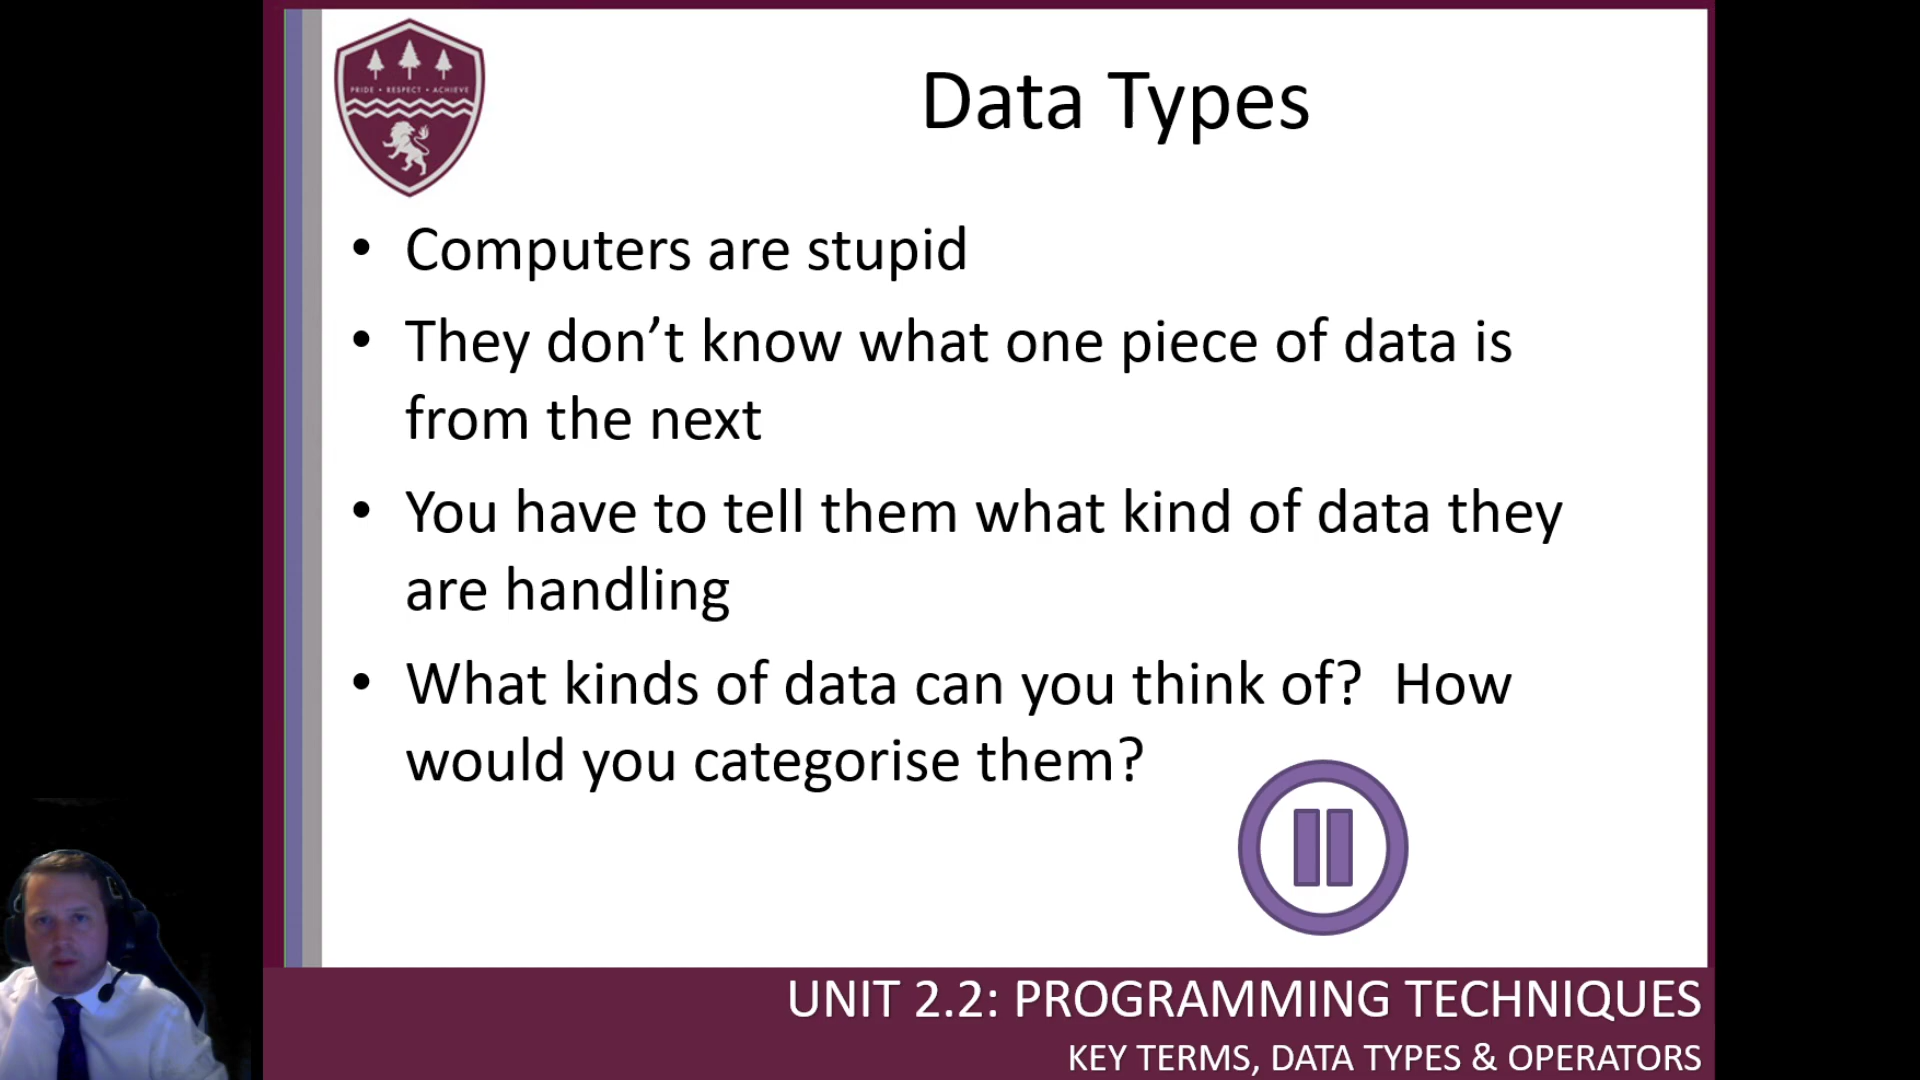 PRIDE • RESPECT • ACHIEVE
Data Types
• Computers are stupid
• They don’t know what one piece of data is
from the next
• You have to tell them what kind of data they
are handling
• What kinds of data can you think of?  How
would you categorise them?
UNIT 2.2: PROGRAMMING TECHNIQUES
KEY TERMS, DATA TYPES & OPERATORS